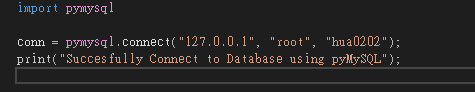 import pymysql
conn = pymysql.Connect("127.0.0.1", "root", "hua0202");
print("Succesfully Connect to Database using pyMySQL");